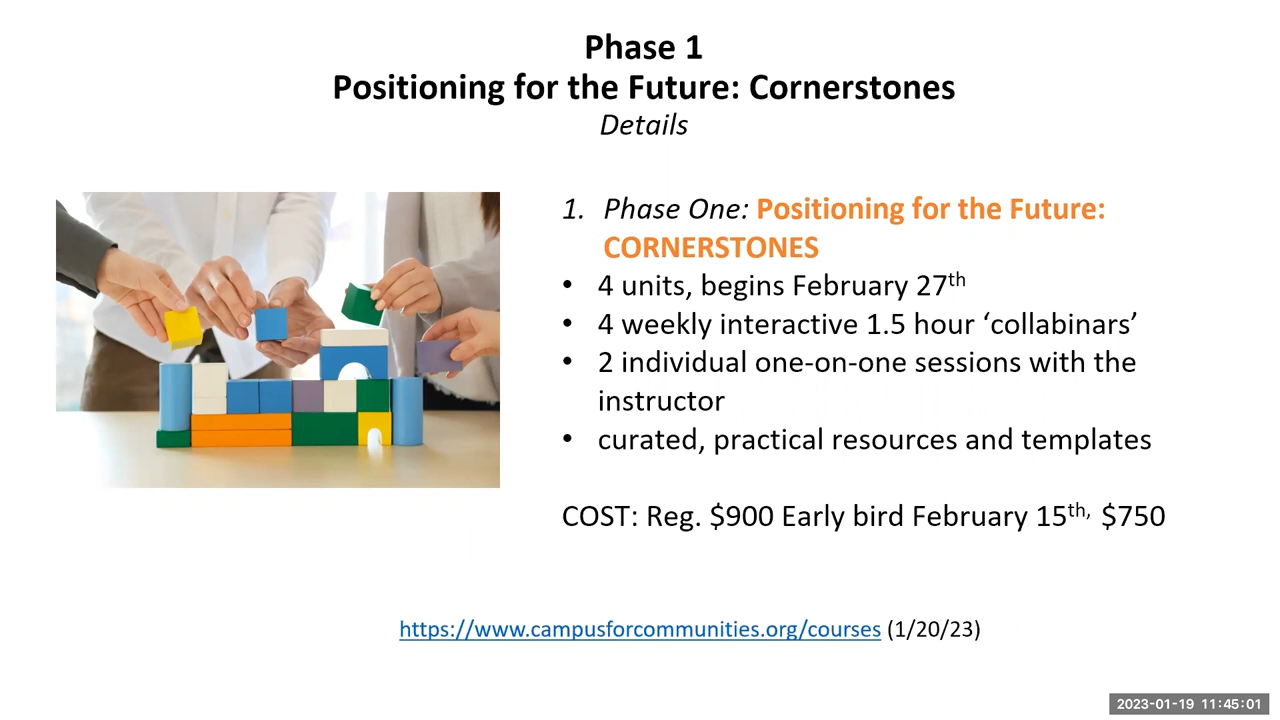 Phase 1
Positioning for the Future: Cornerstones
Details
1. Phase One: Positioning for the Future:
CORNERSTONES
• 4 units, begins February 27th
• 4 weekly interactive 1.5 hour ‘collabinars’
• 2 individual one-on-one sessions with the
instructor
• curated, practical resources and templates
COST: Reg. $900 Early bird February 15th, $750
https://www.campusforcommunities.org/courses (1/20/23)
2023-01-19 11:45:01